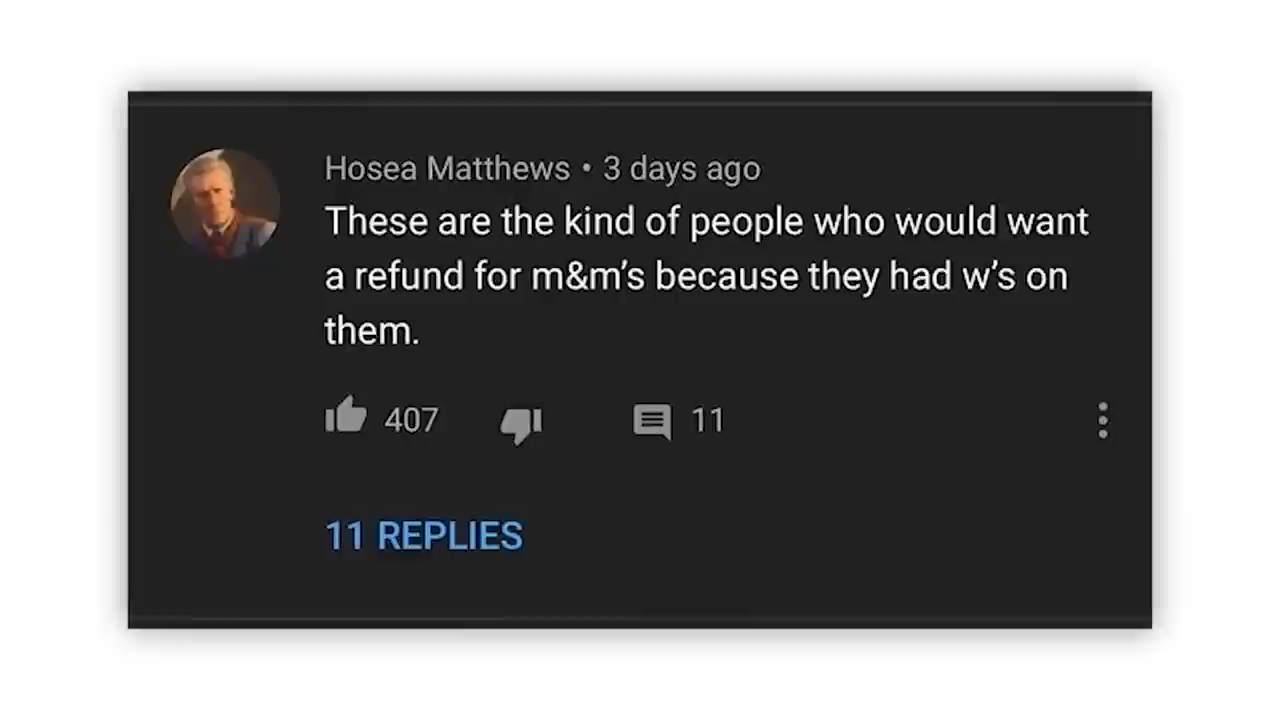 Hosea Matthews • 3 days ago
These are the kind of people who would want
a refund for m&m’s because they had w’s on
them.
407 11
11 REPLIES